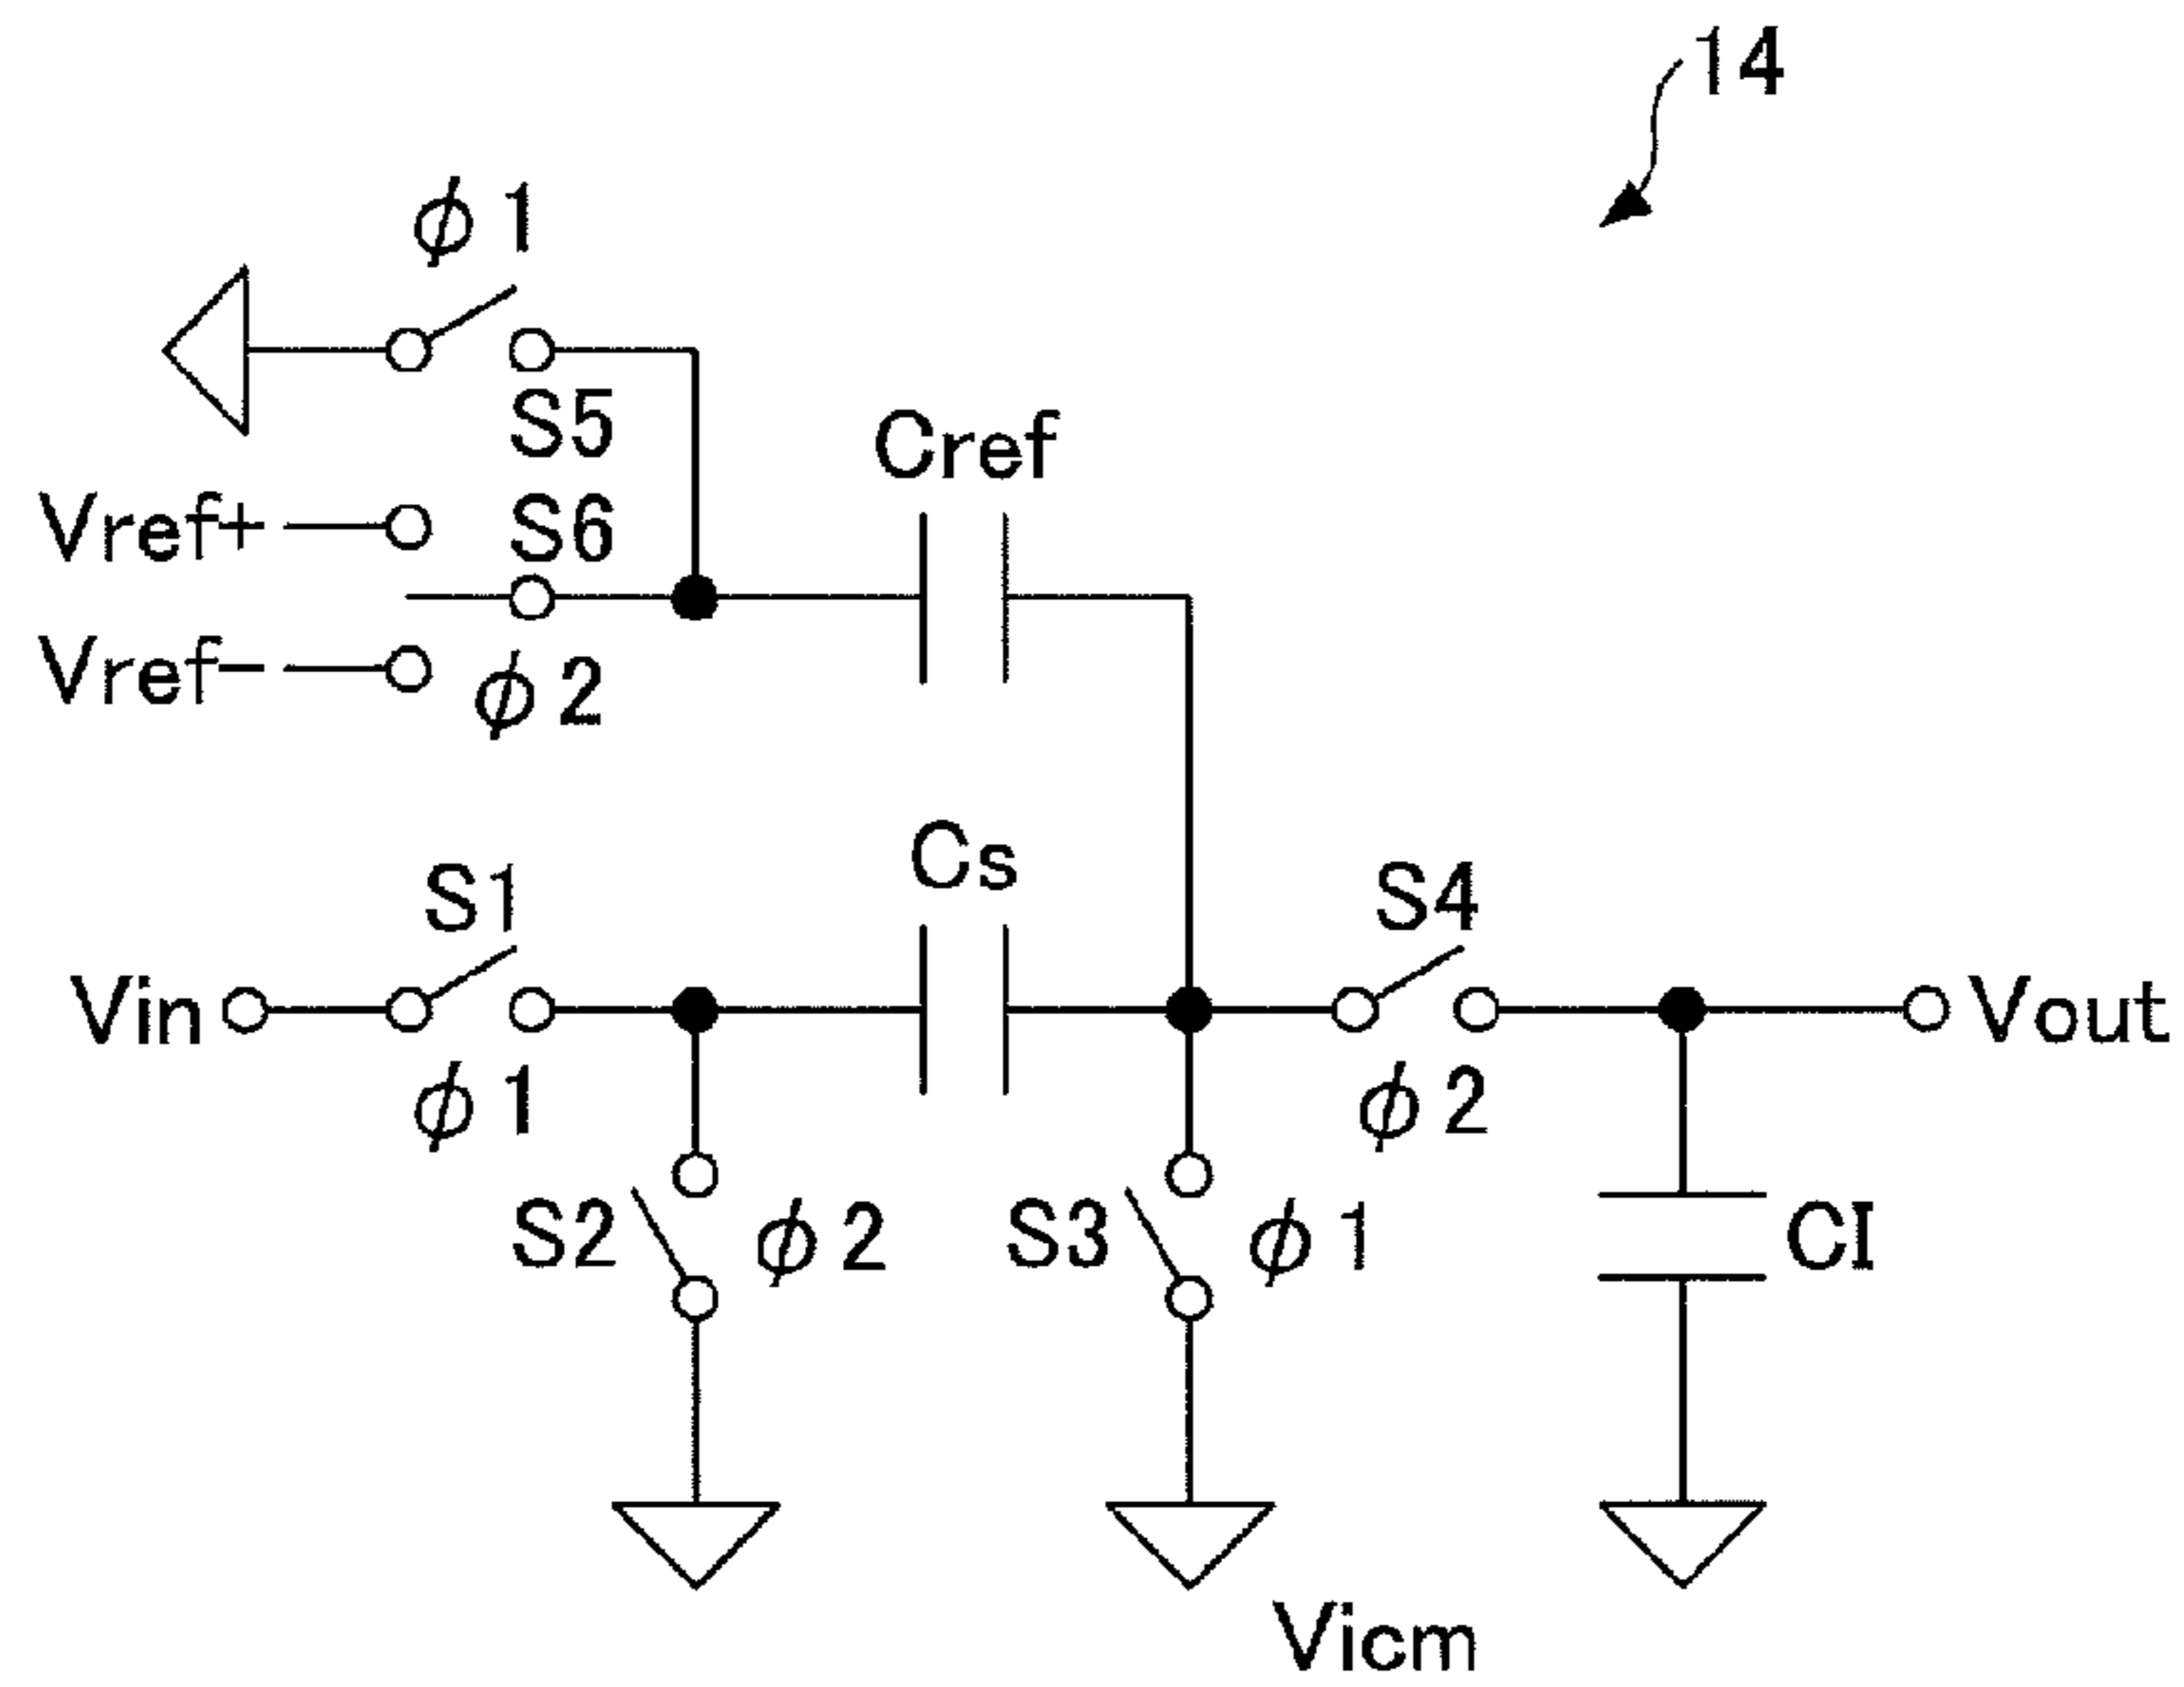 14
ϕ1
S5
Cref
Vref+
S6
Vref-
ϕ2
Cs
S1
S4
Vin
Vout
ϕ1
ϕ2
S2
ϕ2
S3
ϕ1
CI
Vicm